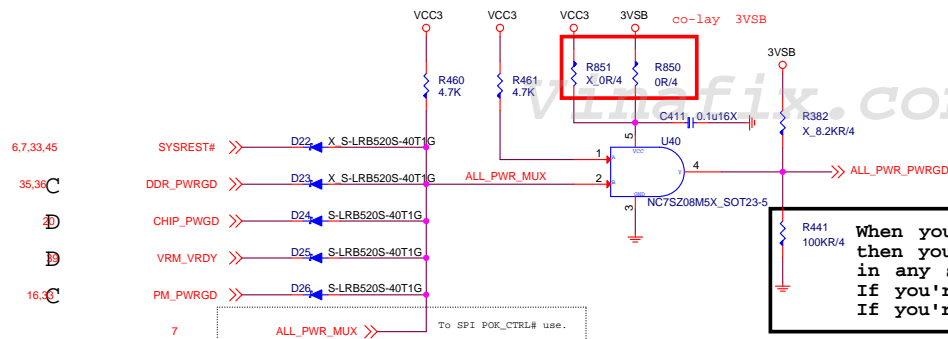 VCC3 VCC3 VCC3 3VSB co-lay 3VSB
3VSB
R460
4.7K
R461
4.7K
R851
X_0R/4
R850
0R/4
vinafix.co
C411 0.1u16X
R382
X_8.2KR/4
6,7,33,45 SYSREST# D22 X_S-LRB520S-40T1G
35,36 C DDR_PWRGD D23 X_S-LRB520S-40T1G
ALL_PWR_MUX
1 2 5 3 4
A
B
VCC
GND
Y
U40
NC7SZ08M5X_SOT23-5
ALL_PWR_PWRGD
20 D CHIP_PWGD D24 S-LRB520S-40T1G
39 D VRM_VRDY D25 S-LRB520S-40T1G
16,33 C PM_PWRGD D26 S-LRB520S-40T1G
7 ALL_PWR_MUX
To SPI POK_CTRL# use.
R441
100KR/4
When you
then you
in any s
If you'r
If you'r